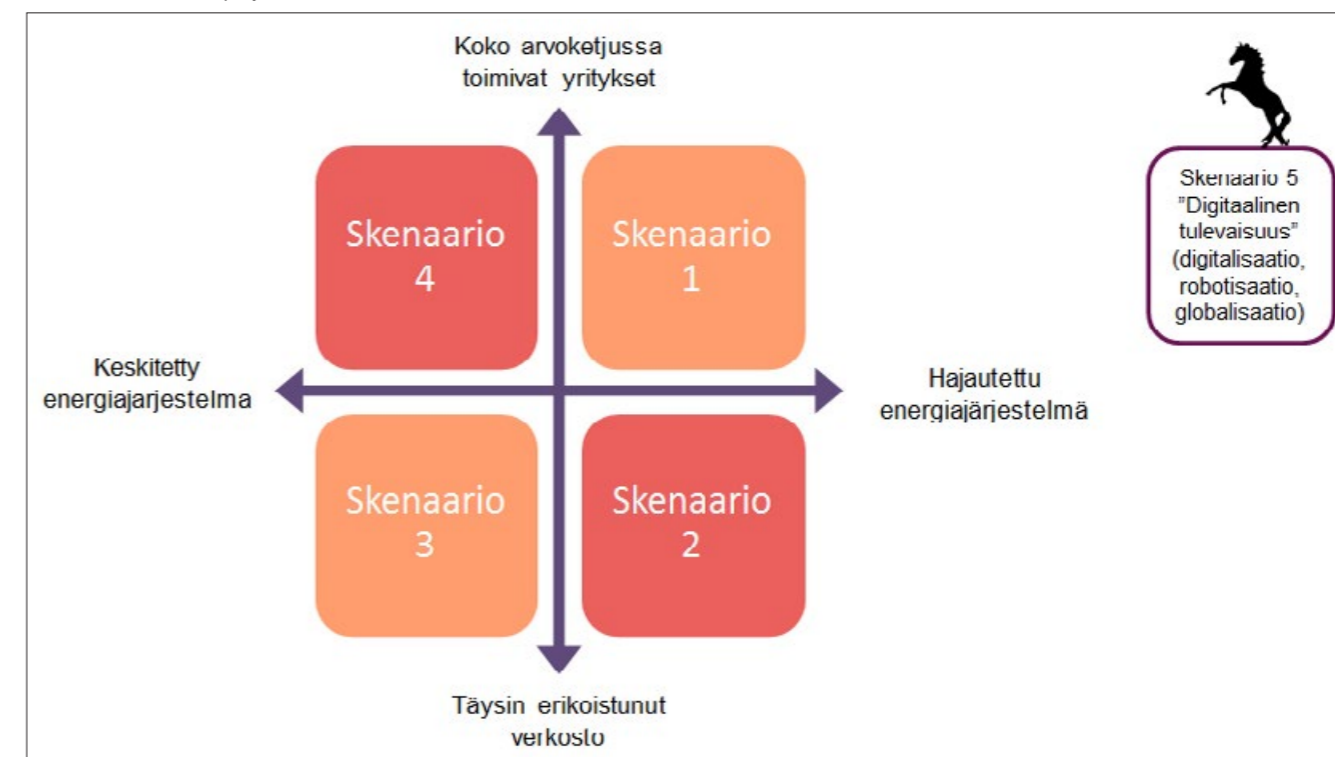 Koko arvoketjussa
toimivat yritykset
Skenaario
4
Skenaario
1
Keskitetty
energiajarjestelma
Hajautettu
energiajärjestelmä
Skenaario
3
Skenaario
2
Täysin erikoistunut
verkosto
Skenaario 5
"Digitaalinen
tulevaisuus"
(digitalisaatio,
robotisaatio,
globalisaatio)